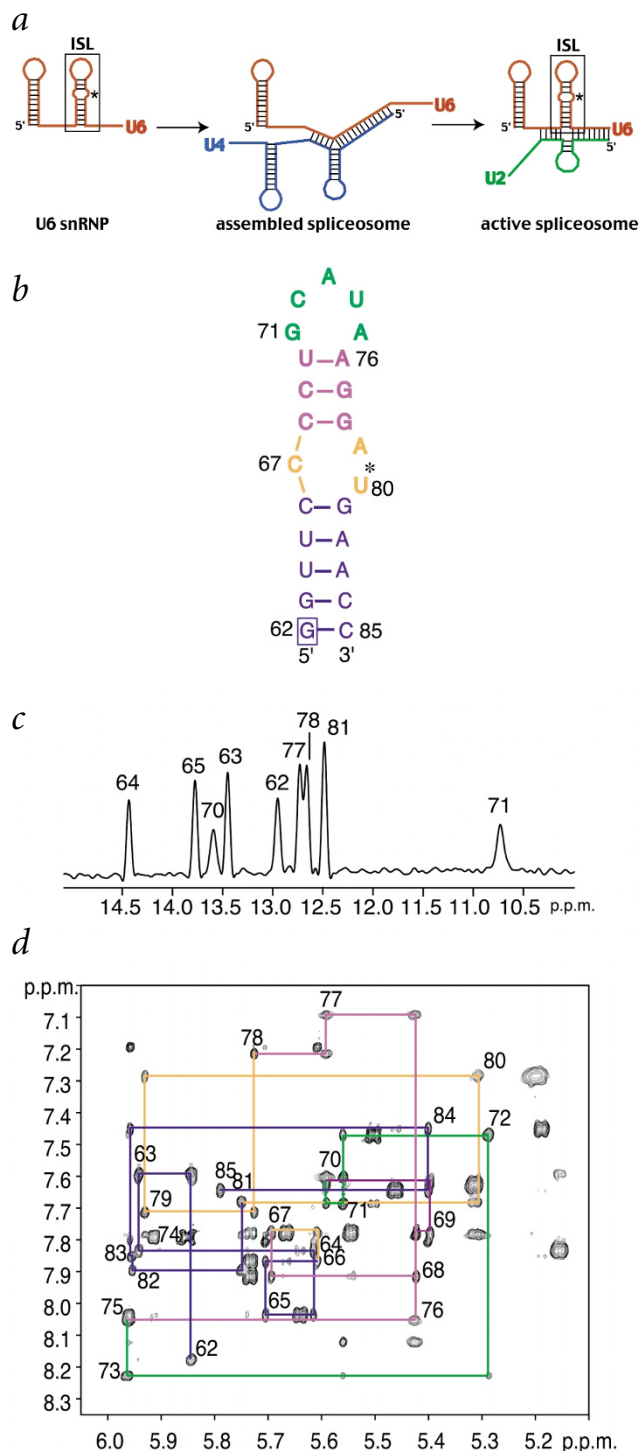 a
ISL ISL
* *
5' U6 U6 5' U6
U4 5' 5'
U2
U6 snRNP assembled spliceosome active spliceosome
b
A
C U
71 G A
U–A 76
C–G
C–G
A
67 C *
U 80
C–G
U–A
U–A
G–C
62 G–C 85
5' 3'
c
78
81
77
64 65 63
70 62 71
14.5 14.0 13.5 13.0 12.5 12.0 11.5 11.0 10.5 p.p.m.
d
p.p.m.
7.1 77
7.2 78
7.3 80
7.4
7.5 84 72
7.6 63 70
85 81
7.7 79 71
67 69
7.8 74 64
83 66
7.9 82 68
8.0 65
75 76
8.1
8.2 62
73
8.3
6.0 5.9 5.8 5.7 5.6 5.5 5.4 5.3 5.2 p.p.m.